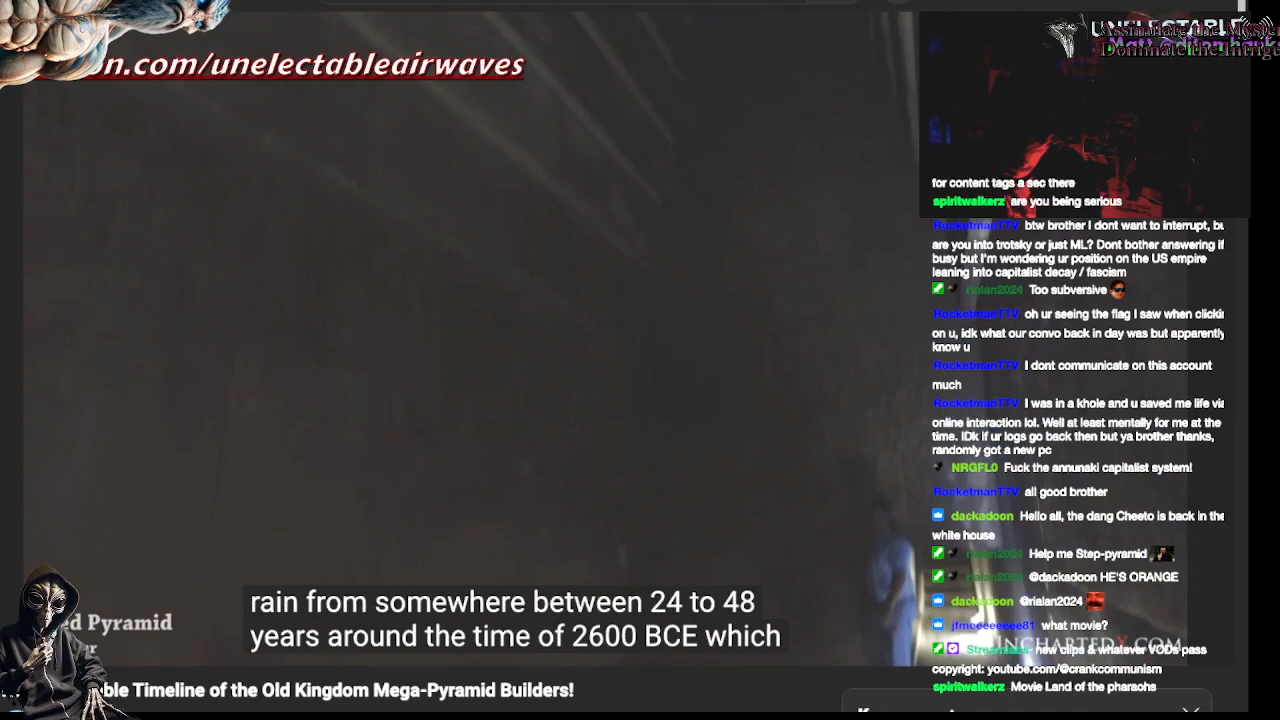 n.com/unelectableairwaves
UNELECTABLE
for content tags a sec there
spiritwalkerz are you being serious
RocketmanTTV btw brother I dont want to interrupt, bu
are you into trotsky or just ML? Dont bother answering if
busy but I'm wondering ur position on the US empire
leaning into capitalist decay / fascism
rialan2024 Too subversive
RocketmanTTV oh ur seeing the flag I saw when clickin
on u, idk what our convo back in day was but apparently
know u
RocketmanTTV I dont communicate on this account
much
RocketmanTTV I was in a khole and u saved me life via
online interaction lol. Well at least mentally for me at the
time. IDk if ur logs go back then but ya brother thanks,
randomly got a new pc
NRGFL0 Fuck the annunaki capitalist system!
RocketmanTTV all good brother
dackadoon Hello all, the dang Cheeto is back in the
white house
rialan2024 Help me Step-pyramid
rialan2024 @dackadoon HE'S ORANGE
dackadoon @rialan2024
jfmceeeeeee81 what movie?
new clips & whatever VODs pass
copyright: youtube.com/@crankcommunism
spiritwalkerz Movie Land of the pharaohs
UNCHARTEDX.COM
d Pyramid
rain from somewhere between 24 to 48
years around the time of 2600 BCE which
ble Timeline of the Old Kingdom Mega-Pyramid Builders!